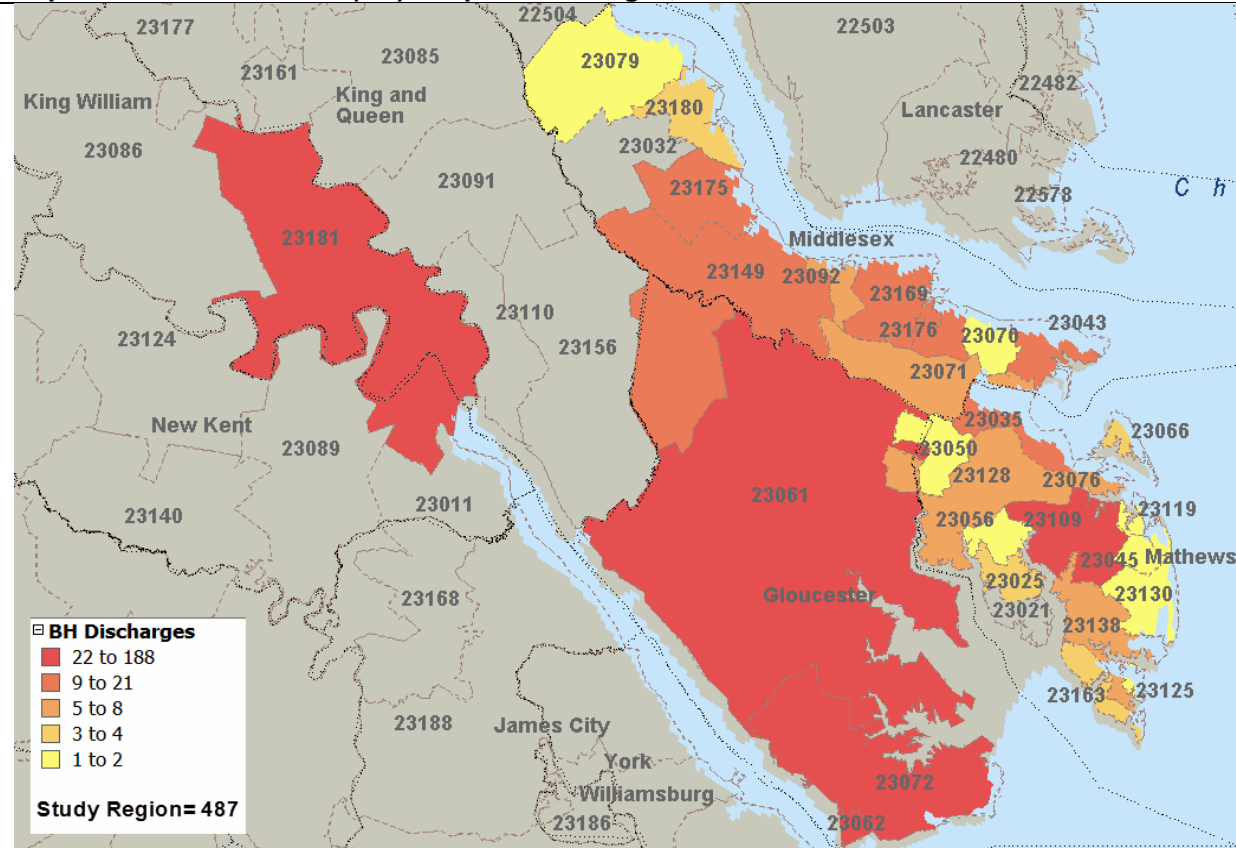 22504
23177
22503
23085
23079
23161
22482
King William
King and
Queen
23180
Lancaster
23086
23032
22480
23091
23175
22578
C h
23181
Middlesex
23149
23092
23169
23110
23176
23070
23043
23124
23156
23071
New Kent
23035
23066
23089
23050
23128
23076
23061
23011
23140
23056
23109
23119
23045
Mathews
23025
23130
Gloucester
23168
23021
23138
BH Discharges
22 to 188
9 to 21
5 to 8
3 to 4
1 to 2
Study Region= 487
23163
23125
23188
James City
York
23072
Williamsburg
23186
23062